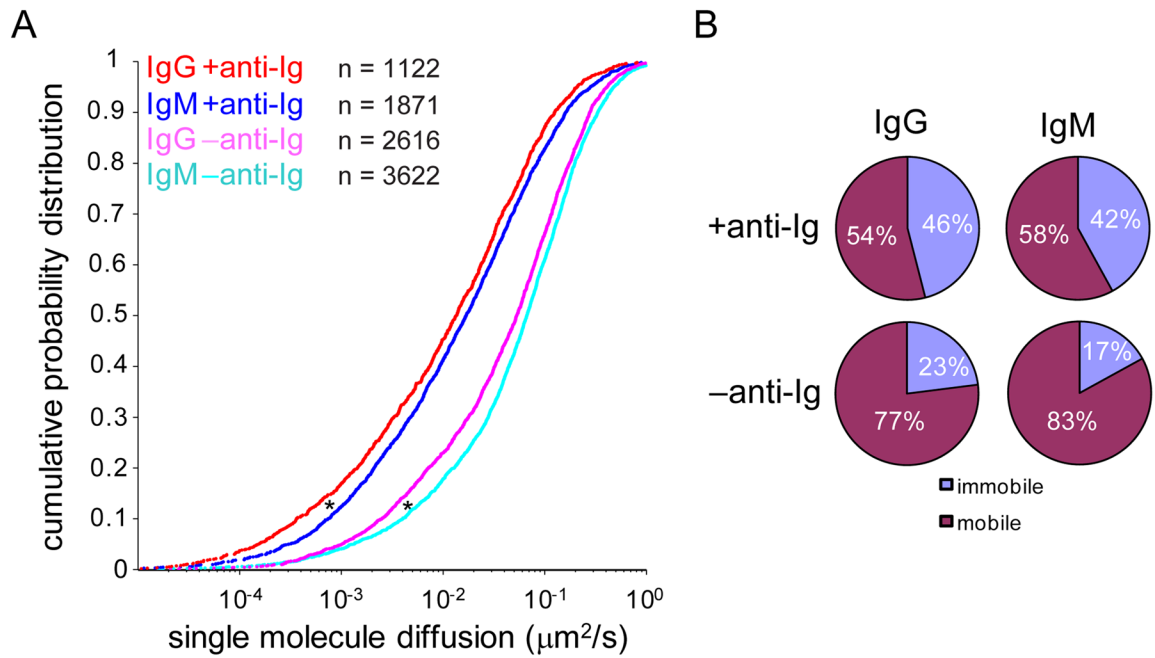 A
B
cumulative probability distribution
1
0.9
0.8
0.7
0.6
0.5
0.4
0.3
0.2
0.1
0
IgG +anti-Ig n = 1122
IgM +anti-Ig n = 1871
IgG –anti-Ig n = 2616
IgM –anti-Ig n = 3622
*
*
10⁻⁴ 10⁻³ 10⁻² 10⁻¹ 10⁰
single molecule diffusion (μm²/s)
IgG IgM
+anti-Ig
54% 46% 58% 42%
–anti-Ig
23% 77% 17% 83%
immobile
mobile